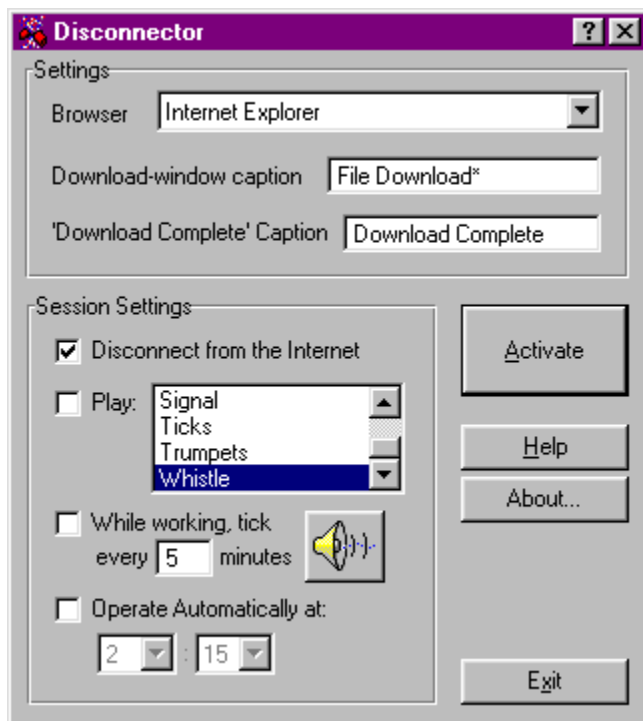 Disconnector
Settings
Browser Internet Explorer
Download-window caption File Download*
'Download Complete' Caption Download Complete
Session Settings
Disconnect from the Internet
Play:
Signal
Ticks
Trumpets
Whistle
While working, tick
every 5 minutes
Operate Automatically at:
2 : 15
Activate
Help
About...
Exit